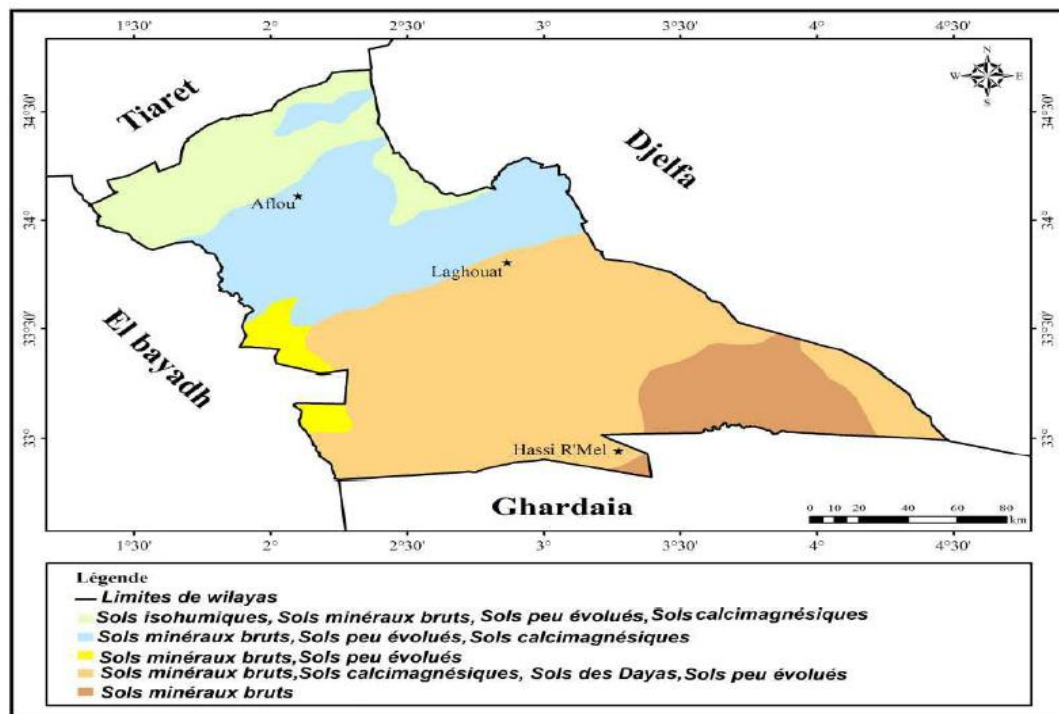 1°30' 2° 2°30' 3° 3°30' 4° 4°30'
N
W E
S
34°30' 34°30'
Tiaret
Djelfa
Aflou
34° 34°
Laghouat
33°30' 33°30'
El bayadh
33° 33°
Hassi R'Mel
Ghardaia
0 10 20 40 60 80
km
1°30' 2° 2°30' 3° 3°30' 4° 4°30'
Légende
Limites de wilayas
Sols isohumiques, Sols minéraux bruts, Sols peu évolués, Sols calcimagnésiques
Sols minéraux bruts, Sols peu évolués, Sols calcimagnésiques
Sols minéraux bruts, Sols peu évolués
Sols minéraux bruts, Sols calcimagnésiques, Sols des Dayas, Sols peu évolués
Sols minéraux bruts